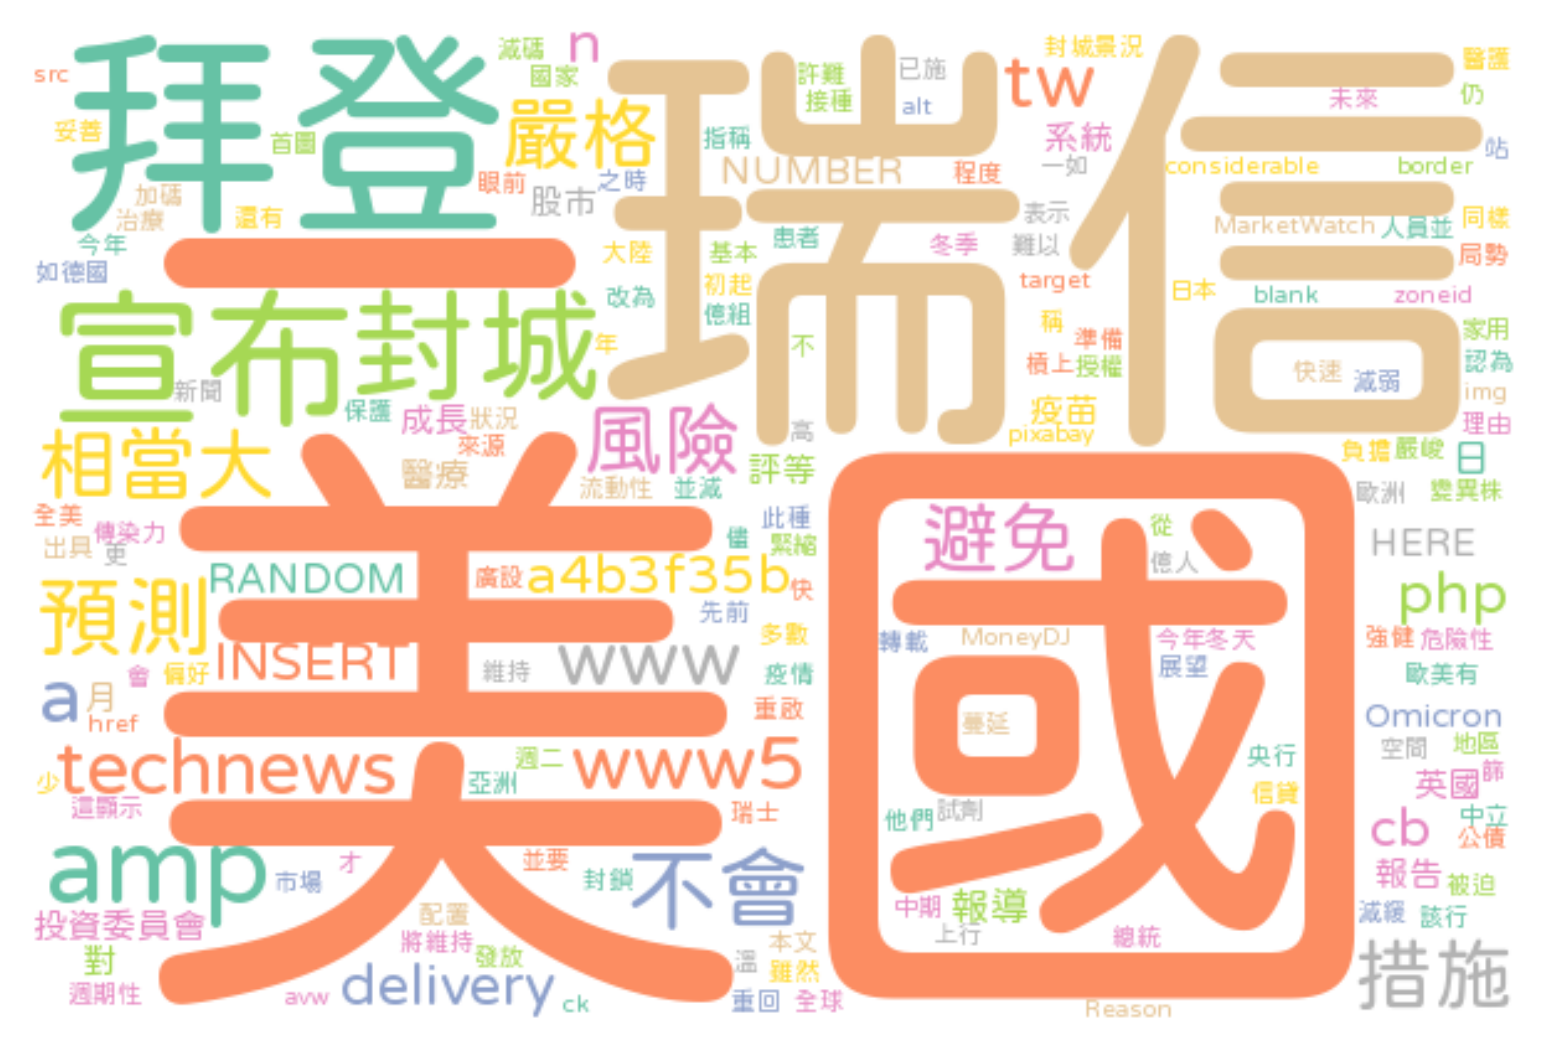 拜登
瑞信
美國
宣布
封城
嚴格
相當大
預測
風險
避免
不會
措施
src
妥善
減碼
國家
n
首圖
加碼
治療
還有
眼前
股市
之時
今年
如德國
許難
接種
已施
alt
指稱
NUMBER
程度
tw
封城景況
系統
一如
醫護
未來
仍
站
considerable
border
MarketWatch
人員並
同樣
局勢
表示
難以
大陸
基本
患者
冬季
初起
改為
億組
target
日本
blank
zoneid
稱
準備
槓上
授權
年
不
家用
認為
快速
減弱
img
理由
新聞
保護
成長
狀況
來源
疫苗
pixabay
高
醫療
流動性
並減
評等
負擔
嚴峻
日
歐洲
變異株
全美
傳染力
出具
更
儘
此種
緊縮
從
億人
HERE
RANDOM
廣設
a4b3f35b
快
先前
多數
php
INSERT
維持
www
疫情
轉載
MoneyDJ
今年冬天
展望
強健
危險性
歐美有
會
偏好
a
月
href
重啟
蔓延
Omicron
空間
地區
technews
少
週二
亞洲
www5
央行
英國
篩
這顯示
瑞士
他們
試劑
信貸
cb
中立
公債
amp
市場
才
並要
封鎖
報告
被迫
投資委員會
配置
將維持
發放
中期
報導
上行
總統
減緩
該行
對
週期性
avw
delivery
ck
溫
本文
雖然
重回
全球
Reason